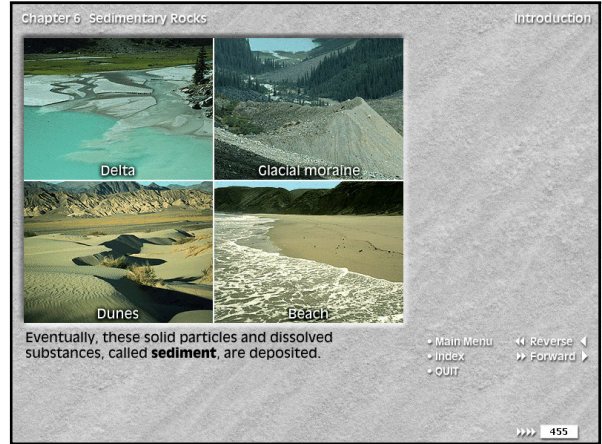 Chapter 6 Sedimentary Rocks
Introduction
Delta
Glacial moraine
Dunes
Beach
Eventually, these solid particles and dissolved
substances, called sediment, are deposited.
• Main Menu
• Index
• QUIT
Reverse
Forward
455